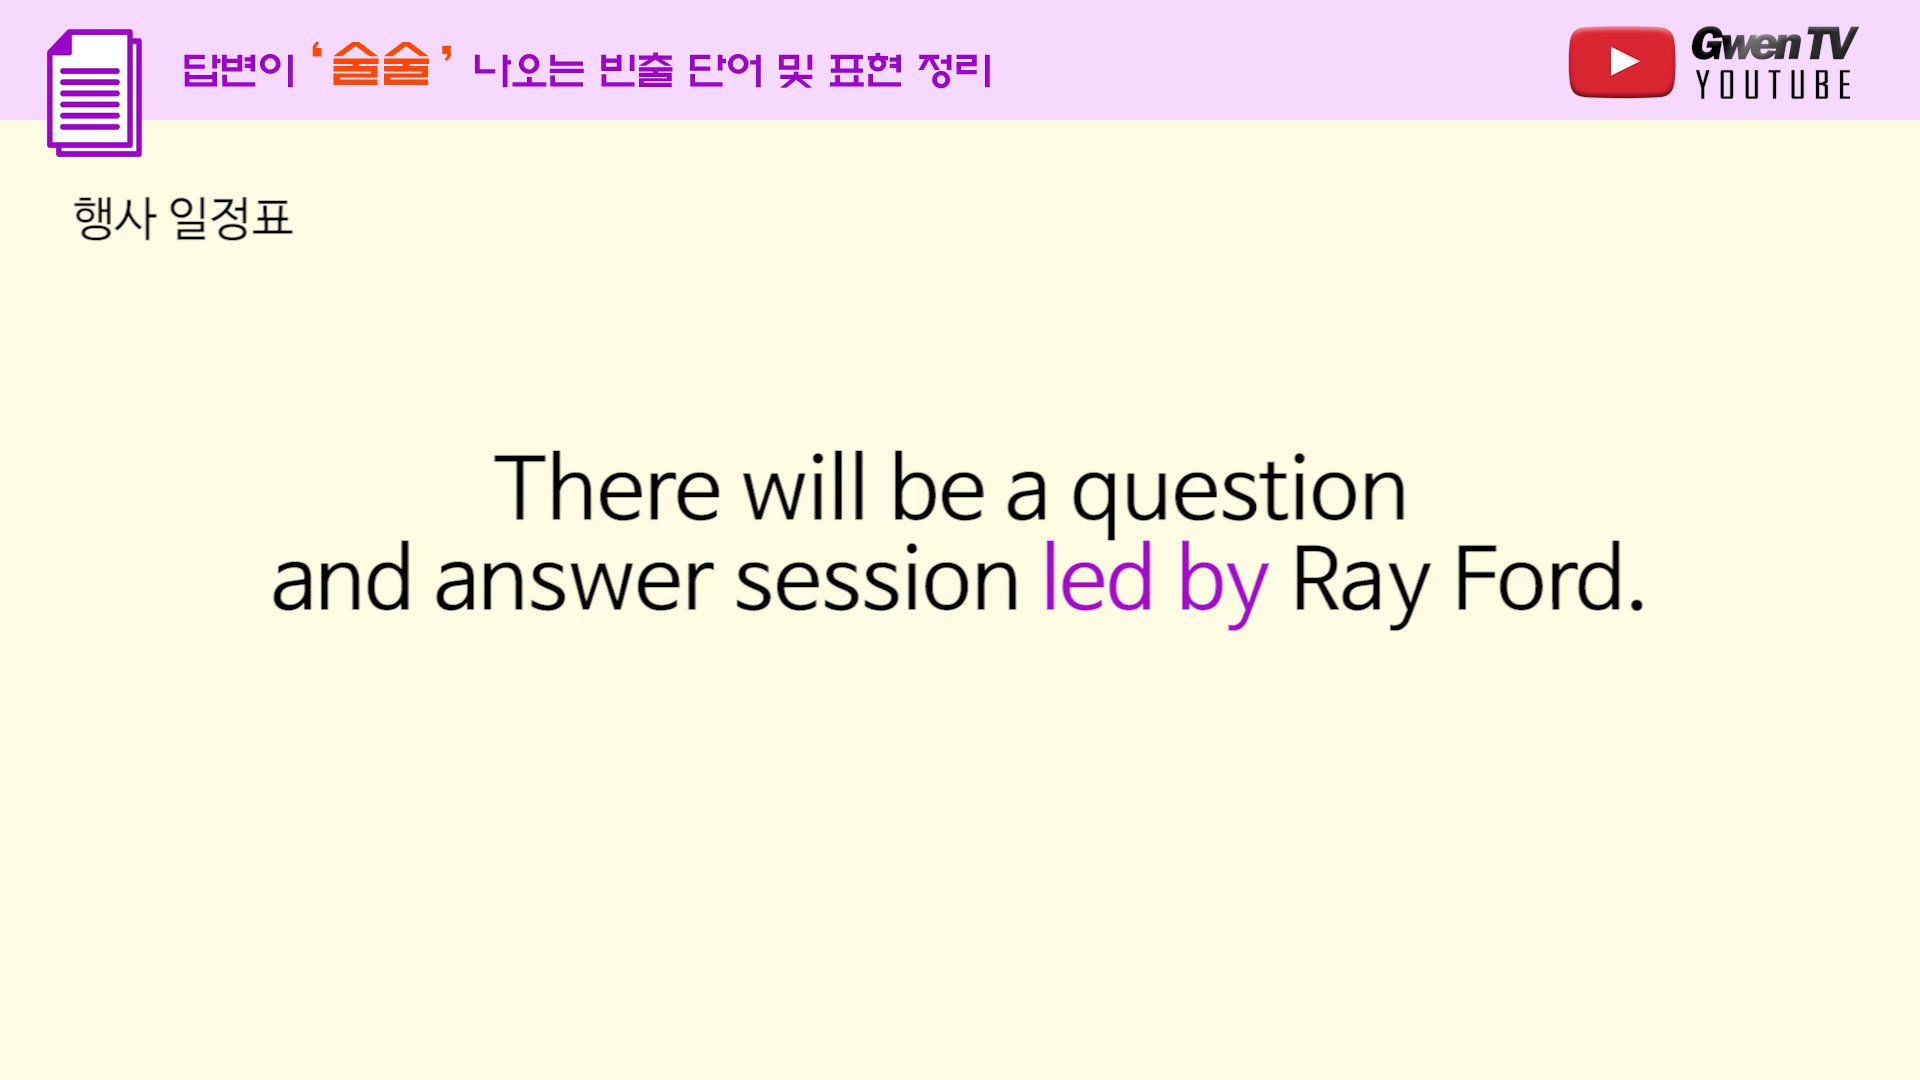 답변이 '술술' 나오는 빈출 단어 및 표현 정리
Gwen TV
YOUTUBE
행사 일정표
There will be a question
and answer session led by Ray Ford.